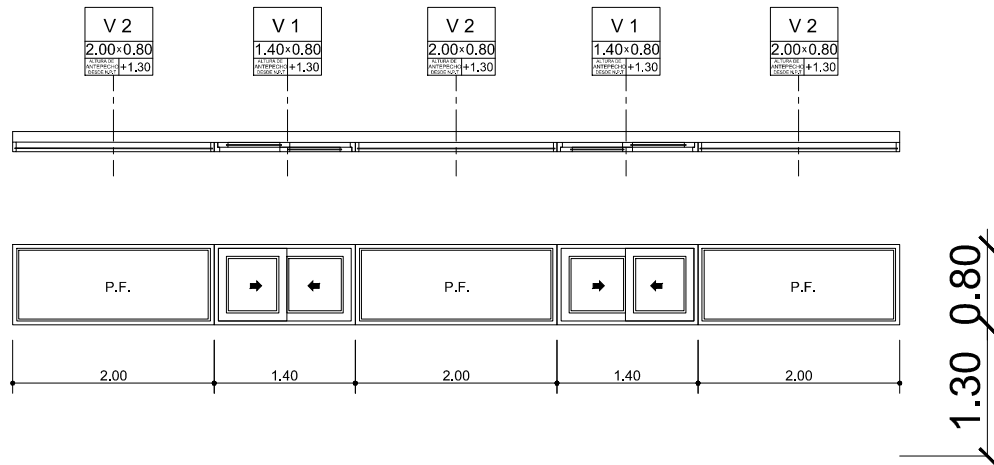 V 2
2.00×0.80
ALTURA DE
ANTEPECHO
DESDE N.P.T
+1.30
V 1
1.40×0.80
ALTURA DE
ANTEPECHO
DESDE N.P.T
+1.30
V 2
2.00×0.80
ALTURA DE
ANTEPECHO
DESDE N.P.T
+1.30
V 1
1.40×0.80
ALTURA DE
ANTEPECHO
DESDE N.P.T
+1.30
V 2
2.00×0.80
ALTURA DE
ANTEPECHO
DESDE N.P.T
+1.30
P.F.
P.F.
P.F.
0.80
1.30
2.00
1.40
2.00
1.40
2.00